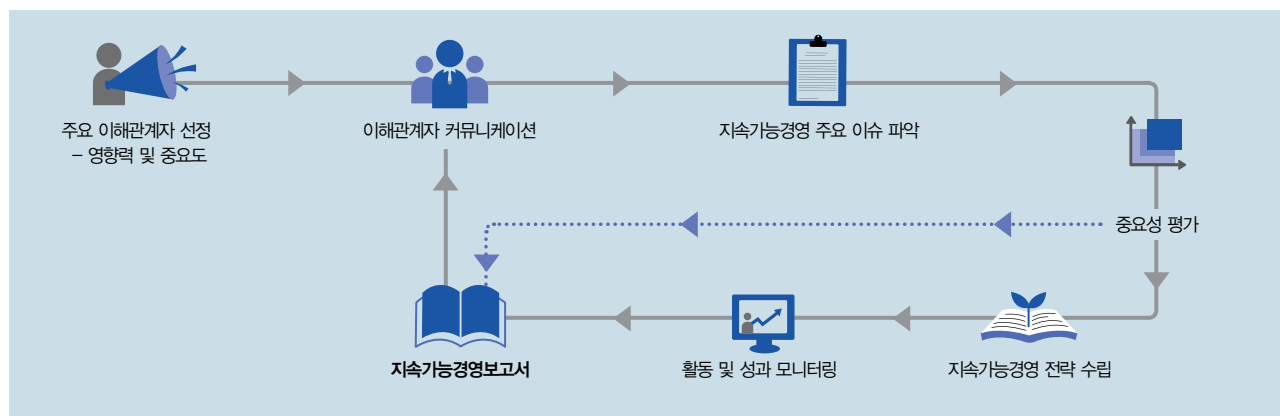 주요 이해관계자 선정
– 영향력 및 중요도
이해관계자 커뮤니케이션
지속가능경영 주요 이슈 파악
중요성 평가
지속가능경영보고서
활동 및 성과 모니터링
지속가능경영 전략 수립